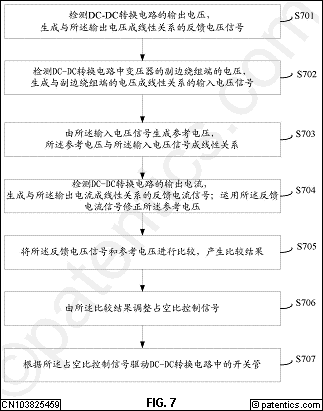 检测DC-DC转换电路的输出电压，
生成与所述输出电压成线性关系的反馈电压信号
S701
检测DC-DC转换电路中变压器的副边绕组端的电压，
生成与副边绕组端的电压成线性关系的输入电压信号
S702
由所述输入电压信号生成参考电压，
所述参考电压与所述输入电压信号成线性关系
S703
检测DC-DC转换电路的输出电流，
生成与所述输出电流成线性关系的反馈电流信号；运用所述反馈
电流信号修正所述参考电压
S704
将所述反馈电压信号和参考电压进行比较，产生比较结果
S705
由所述比较结果调整占空比控制信号
S706
根据所述占空比控制信号驱动DC-DC转换电路中的开关管
S707
CN103825459
FIG. 7
© patentics.com
©patentics.com